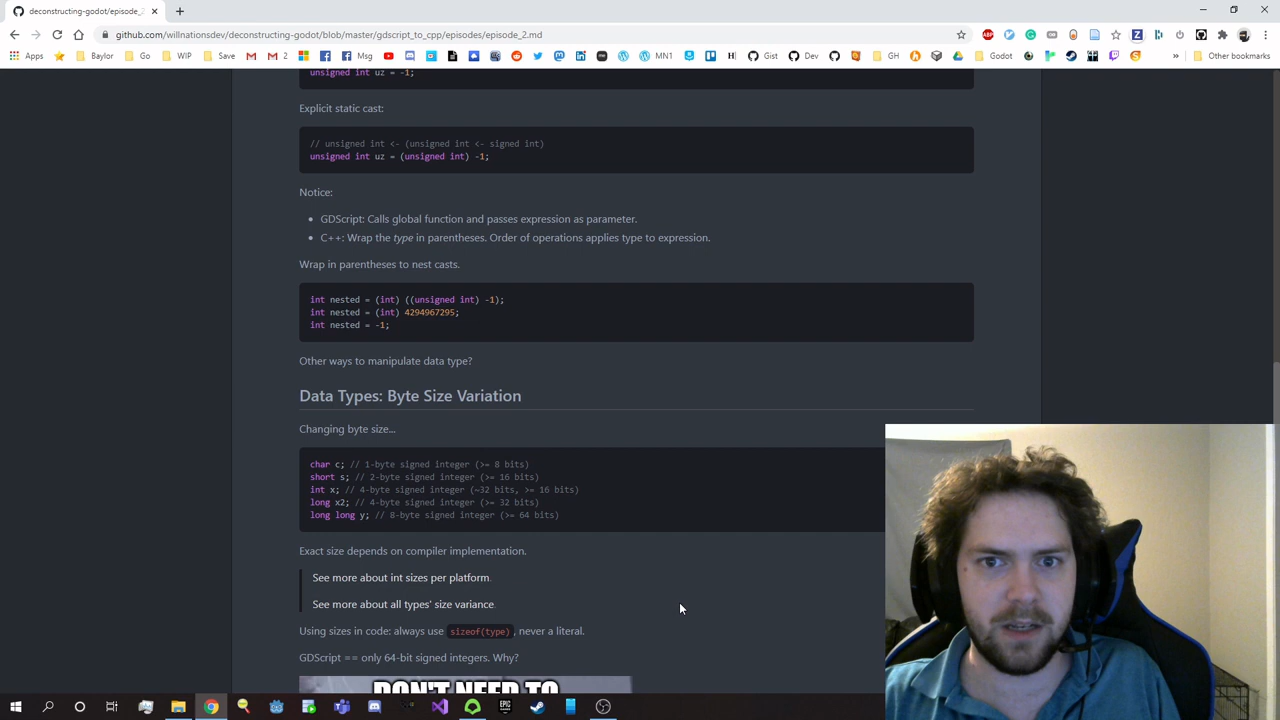 deconstructing-godot/episode_2
github.com/willnationsdev/deconstructing-godot/blob/master/gdscript_to_cpp/episodes/episode_2.md
Apps
Baylor
Go
WIP
Save
M 1
M 2
Msg
MN1
Gist
Dev
GH
Godot
Other bookmarks
unsigned int uz = -1;
Explicit static cast:
// unsigned int <- (unsigned int <- signed int)
unsigned int uz = (unsigned int) -1;
Notice:
• GDScript: Calls global function and passes expression as parameter.
• C++: Wrap the type in parentheses. Order of operations applies type to expression.
Wrap in parentheses to nest casts.
int nested = (int) ((unsigned int) -1);
int nested = (int) 4294967295;
int nested = -1;
Other ways to manipulate data type?
Data Types: Byte Size Variation
Changing byte size...
char c; // 1-byte signed integer (>= 8 bits)
short s; // 2-byte signed integer (>= 16 bits)
int x; // 4-byte signed integer (~32 bits, >= 16 bits)
long x2; // 4-byte signed integer (>= 32 bits)
long long y; // 8-byte signed integer (>= 64 bits)
Exact size depends on compiler implementation.
See more about int sizes per platform.
See more about all types' size variance.
Using sizes in code: always use sizeof(type), never a literal.
GDScript == only 64-bit signed integers. Why?
DON'T NEED TO